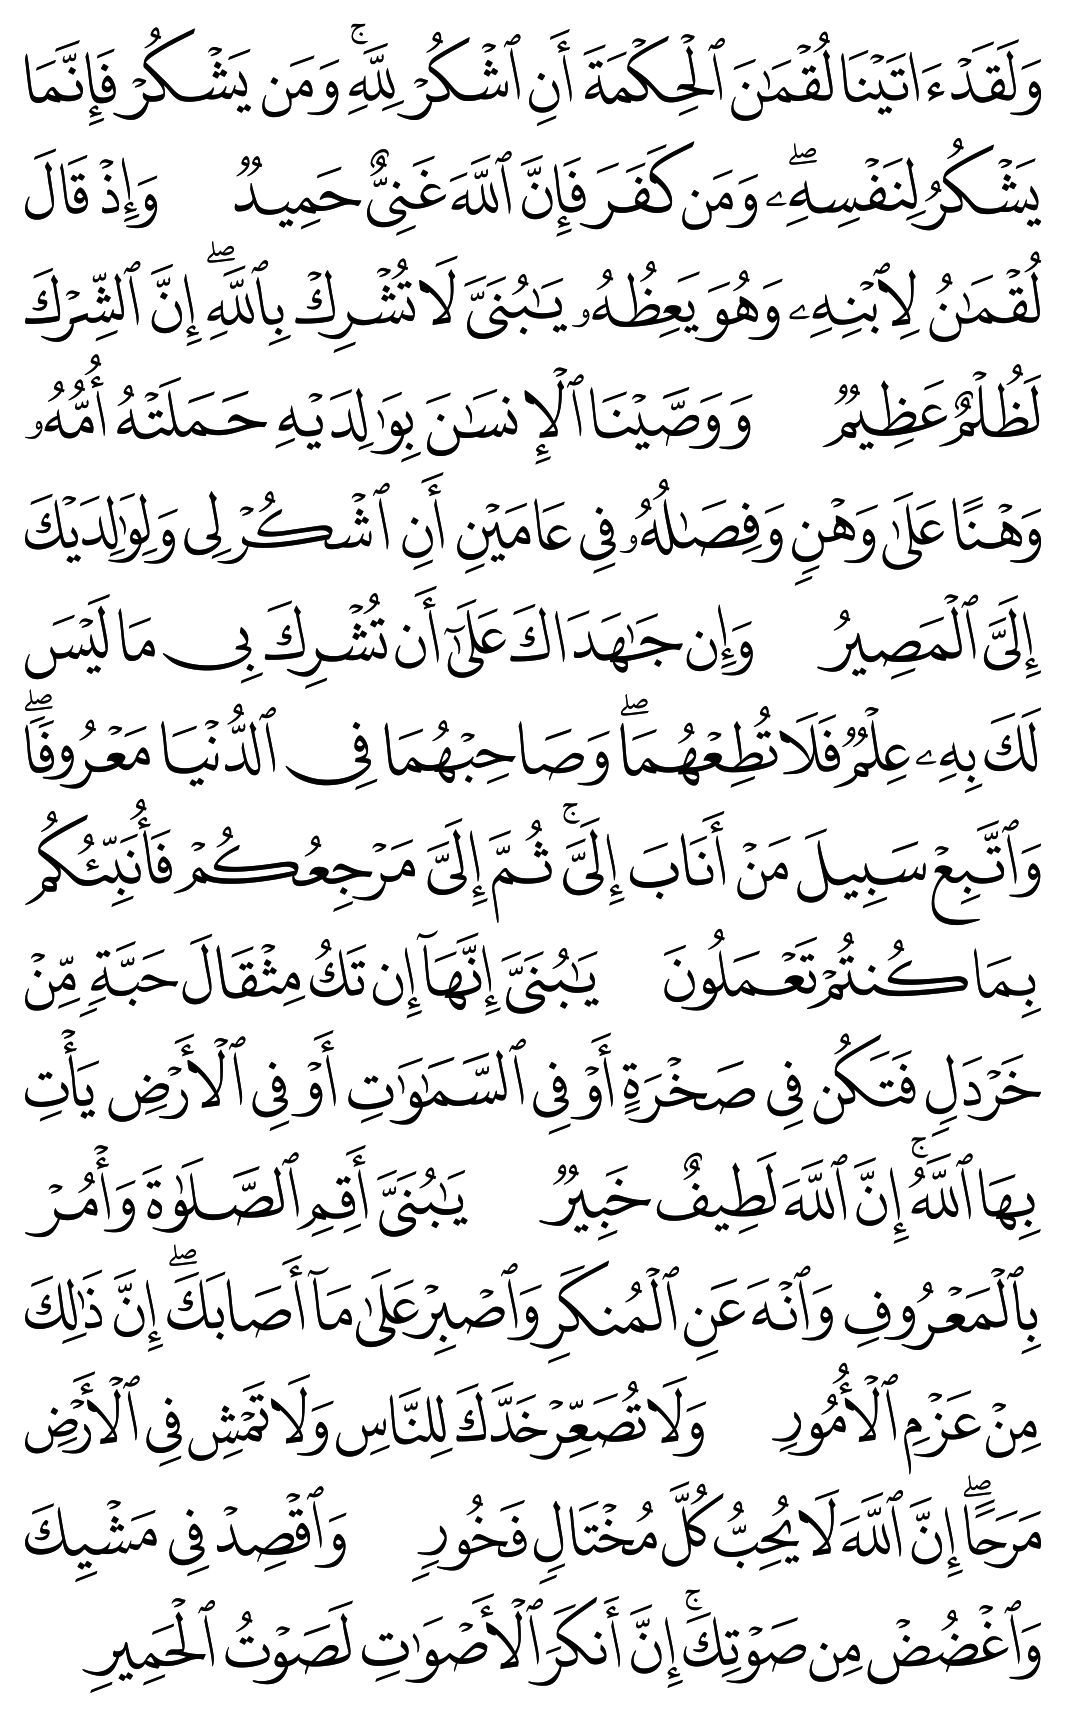 وَلَقَدۡ ءَاتَيۡنَا لُقۡمَٰنَ ٱلۡحِكۡمَةَ أَنِ ٱشۡكُرۡ لِلَّهِۚ وَمَن يَشۡكُرۡ فَإِنَّمَا
يَشۡكُرُ لِنَفۡسِهِۦۖ وَمَن كَفَرَ فَإِنَّ ٱللَّهَ غَنِيٌّ حَمِيدٞ وَإِذۡ قَالَ
لُقۡمَٰنُ لِٱبۡنِهِۦ وَهُوَ يَعِظُهُۥ يَٰبُنَيَّ لَا تُشۡرِكۡ بِٱللَّهِۖ إِنَّ ٱلشِّرۡكَ
لَظُلۡمٌ عَظِيمٞ وَوَصَّيۡنَا ٱلۡإِنسَٰنَ بِوَٰلِدَيۡهِ حَمَلَتۡهُ أُمُّهُۥ
وَهۡنًا عَلَىٰ وَهۡنٖ وَفِصَٰلُهُۥ فِي عَامَيۡنِ أَنِ ٱشۡكُرۡ لِي وَلِوَٰلِدَيۡكَ
إِلَيَّ ٱلۡمَصِيرُ وَإِن جَٰهَدَاكَ عَلَىٰٓ أَن تُشۡرِكَ بِي مَا لَيۡسَ
لَكَ بِهِۦ عِلۡمٞ فَلَا تُطِعۡهُمَاۖ وَصَاحِبۡهُمَا فِي ٱلدُّنۡيَا مَعۡرُوفٗاۖ
وَٱتَّبِعۡ سَبِيلَ مَنۡ أَنَابَ إِلَيَّۚ ثُمَّ إِلَيَّ مَرۡجِعُكُمۡ فَأُنَبِّئُكُم
بِمَا كُنتُمۡ تَعۡمَلُونَ يَٰبُنَيَّ إِنَّهَآ إِن تَكُ مِثۡقَالَ حَبَّةٖ مِّنۡ
خَرۡدَلٖ فَتَكُن فِي صَخۡرَةٍ أَوۡ فِي ٱلسَّمَٰوَٰتِ أَوۡ فِي ٱلۡأَرۡضِ يَأۡتِ
بِهَا ٱللَّهُۚ إِنَّ ٱللَّهَ لَطِيفٌ خَبِيرٞ يَٰبُنَيَّ أَقِمِ ٱلصَّلَوٰةَ وَأۡمُرۡ
بِٱلۡمَعۡرُوفِ وَٱنۡهَ عَنِ ٱلۡمُنكَرِ وَٱصۡبِرۡ عَلَىٰ مَآ أَصَابَكَۖ إِنَّ ذَٰلِكَ
مِنۡ عَزۡمِ ٱلۡأُمُورِ وَلَا تُصَعِّرۡ خَدَّكَ لِلنَّاسِ وَلَا تَمۡشِ فِي ٱلۡأَرۡضِ
مَرَحًاۖ إِنَّ ٱللَّهَ لَا يُحِبُّ كُلَّ مُخۡتَالٖ فَخُورٖ وَٱقۡصِدۡ فِي مَشۡيِكَ
وَٱغۡضُضۡ مِن صَوۡتِكَۚ إِنَّ أَنكَرَ ٱلۡأَصۡوَٰتِ لَصَوۡتُ ٱلۡحَمِيرِ